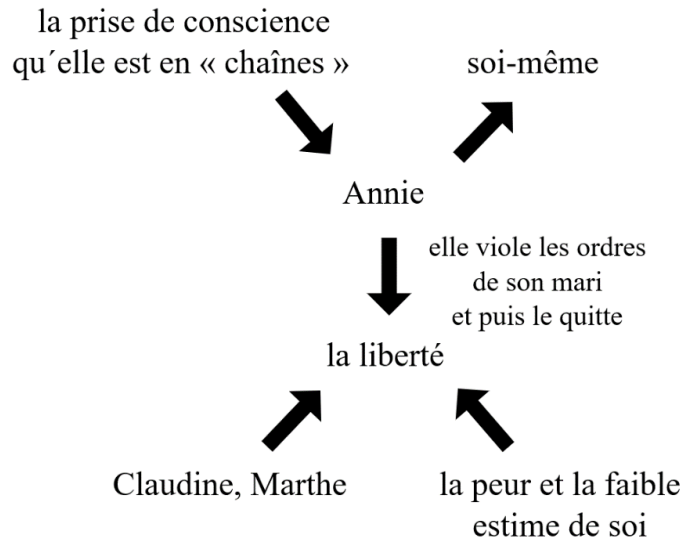 la prise de conscience
qu´elle est en « chaînes »
soi-même
Annie
elle viole les ordres
de son mari
et puis le quitte
la liberté
Claudine, Marthe
la peur et la faible
estime de soi